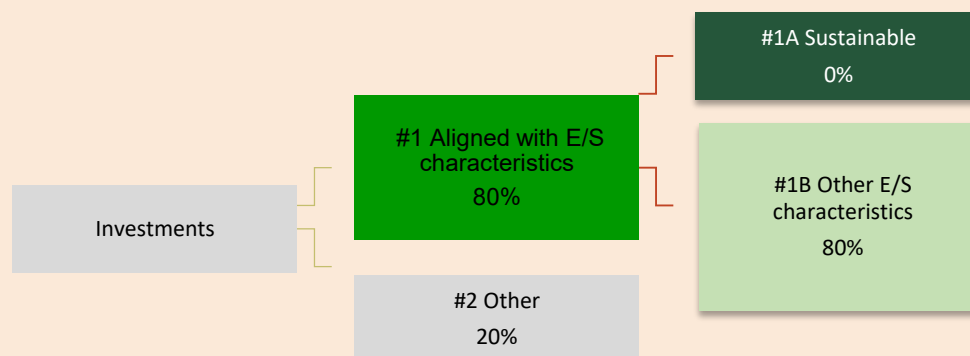 Investments
#1 Aligned with E/S
characteristics
80%
#2 Other
20%
#1A Sustainable
0%
#1B Other E/S
characteristics
80%